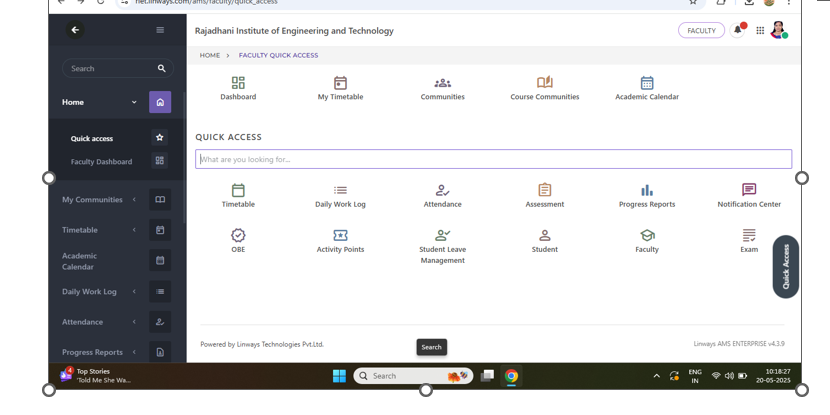 net.linways.com/ams/faculty/quick_access
Rajadhani Institute of Engineering and Technology
FACULTY
HOME > FACULTY QUICK ACCESS
Search
Home
Quick access
Faculty Dashboard
My Communities
Timetable
Academic
Calendar
Daily Work Log
Attendance
Progress Reports
Dashboard
My Timetable
Communities
Course Communities
Academic Calendar
QUICK ACCESS
What are you looking for...
Timetable
Daily Work Log
Attendance
Assessment
Progress Reports
Notification Center
OBE
Activity Points
Student Leave
Management
Student
Faculty
Exam
Quick Access
Powered by Linways Technologies Pvt.Ltd.
Search
Linways AMS ENTERPRISE v4.3.9
4
Top Stories
'Told Me She Wa...
Search
ENG
IN
10:18:27
20-05-2025